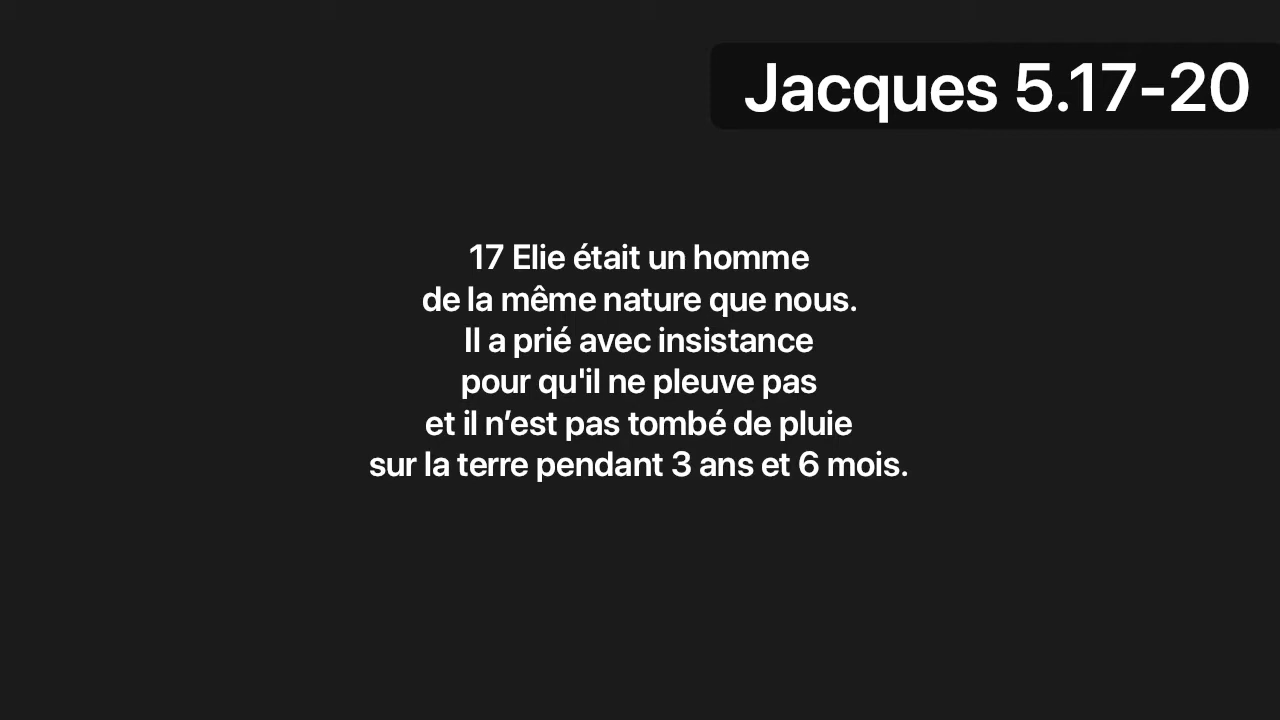 Jacques 5.17-20
17 Elie était un homme
de la même nature que nous.
Il a prié avec insistance
pour qu'il ne pleuve pas
et il n’est pas tombé de pluie
sur la terre pendant 3 ans et 6 mois.